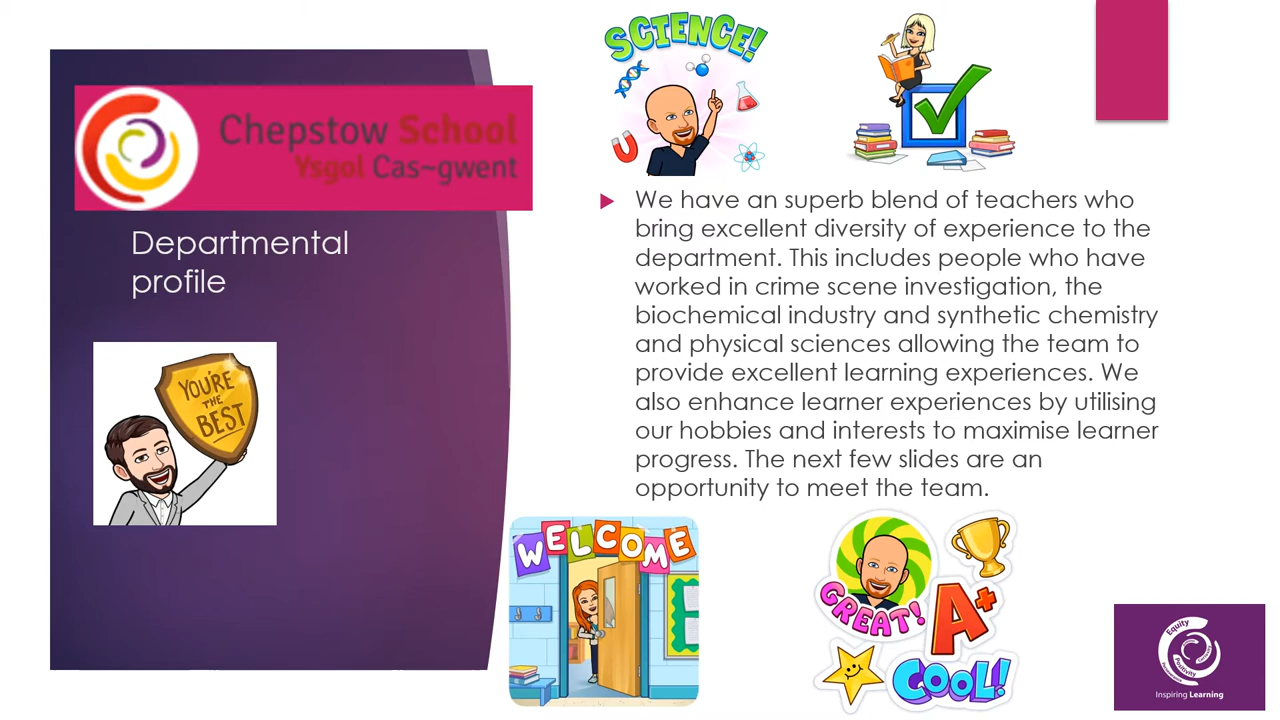 SCIENCE!
Chepstow School
Ysgol Cas~gwent
Departmental
profile
YOU'RE
THE
BEST
We have an superb blend of teachers who
bring excellent diversity of experience to the
department. This includes people who have
worked in crime scene investigation, the
biochemical industry and synthetic chemistry
and physical sciences allowing the team to
provide excellent learning experiences. We
also enhance learner experiences by utilising
our hobbies and interests to maximise learner
progress. The next few slides are an
opportunity to meet the team.
WELCOME
GREAT!
A+
COOL!
Equity
Positivity
Inspiring Learning